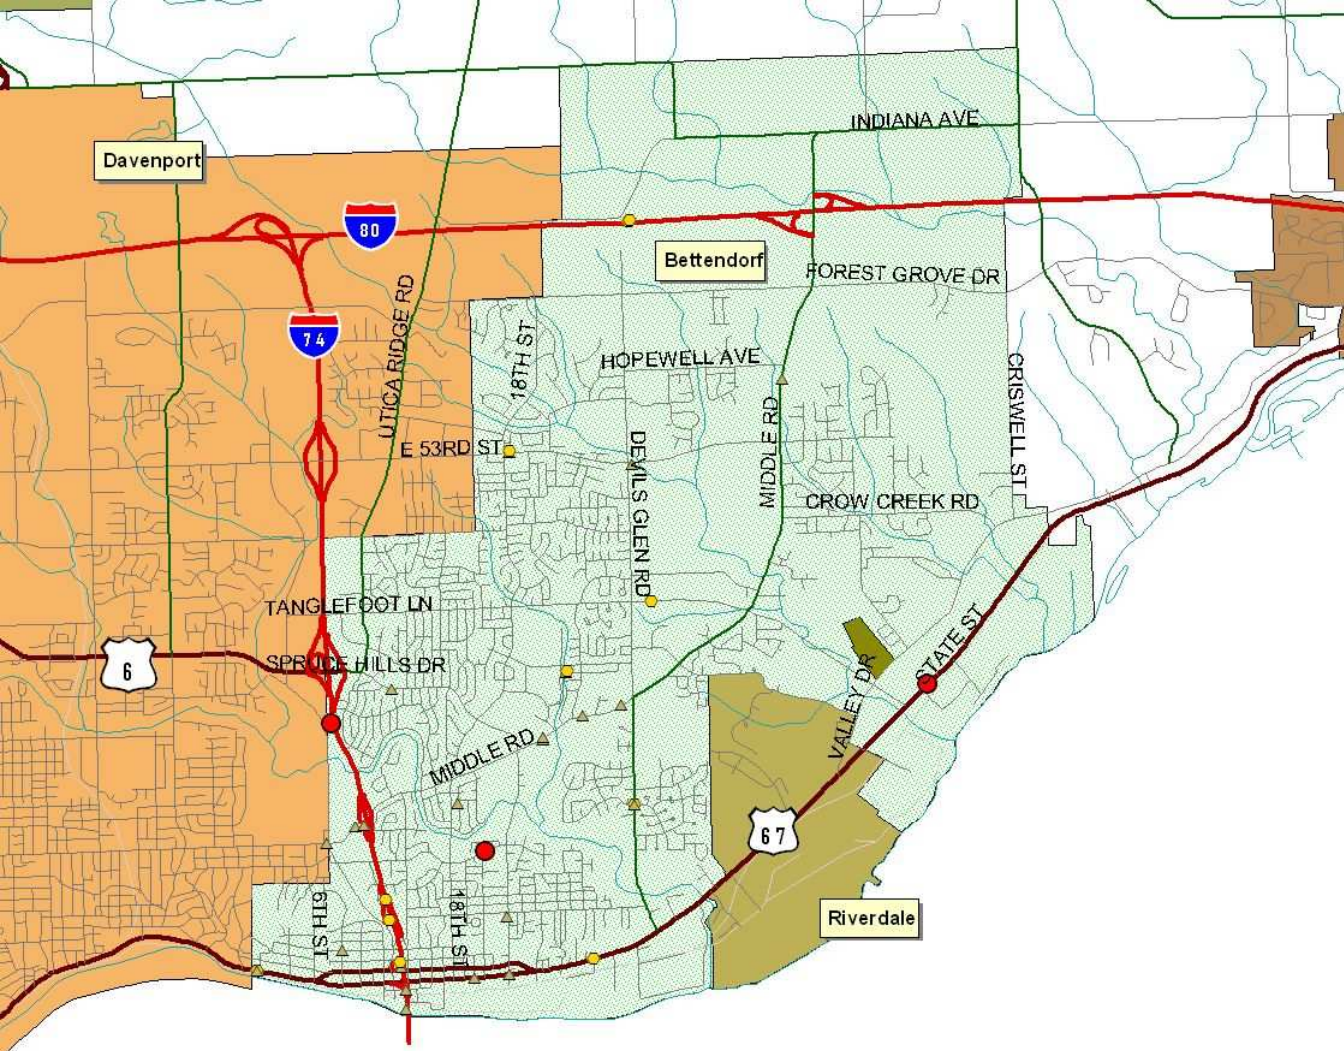 INDIANA AVE
Davenport
80
Bettendorf
FOREST GROVE DR
74
UTICA RIDGE RD
18TH ST
HOPEWELL AVE
CRISWELL ST
MIDDLE RD
E 53RD ST
DEVILS GLEN RD
CROW CREEK RD
TANGLEFOOT LN
6
SPRUCE HILLS DR
STATE ST
VALLEY DR
MIDDLE RD
67
6TH ST
18TH ST
Riverdale